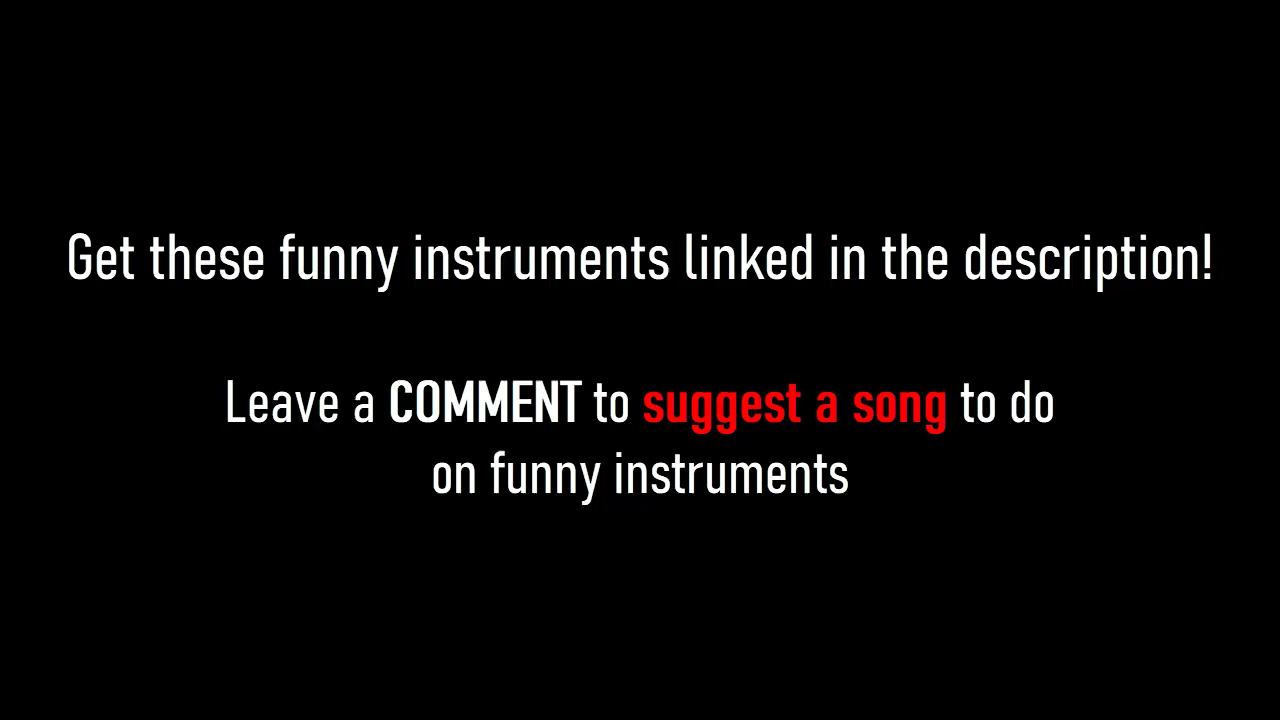 Get these funny instruments linked in the description!
Leave a COMMENT to suggest a song to do
on funny instruments